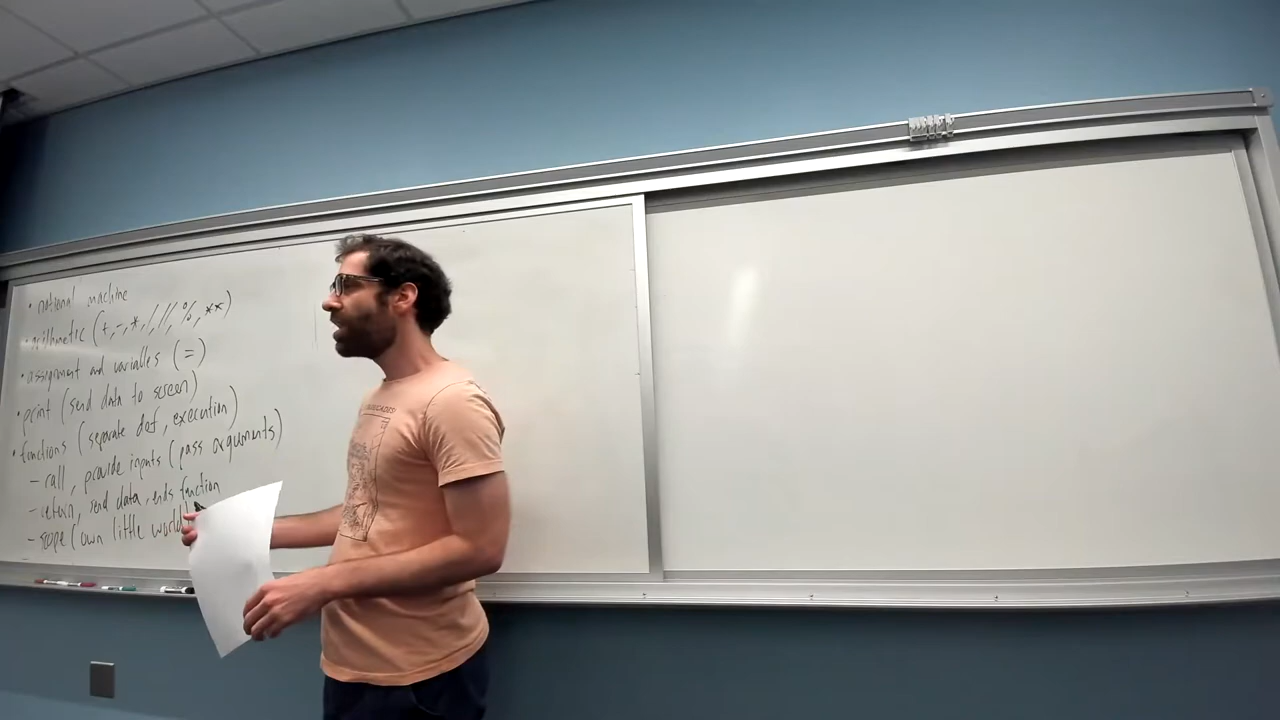 • notional machine
• arithmetic (+, -, *, /, //, %, **)
• assignment and variables (=)
• print (send data to screen)
• functions (separate def, execution)
- call, provide inputs (pass arguments)
- return, send data, ends function
- scope ("own little world